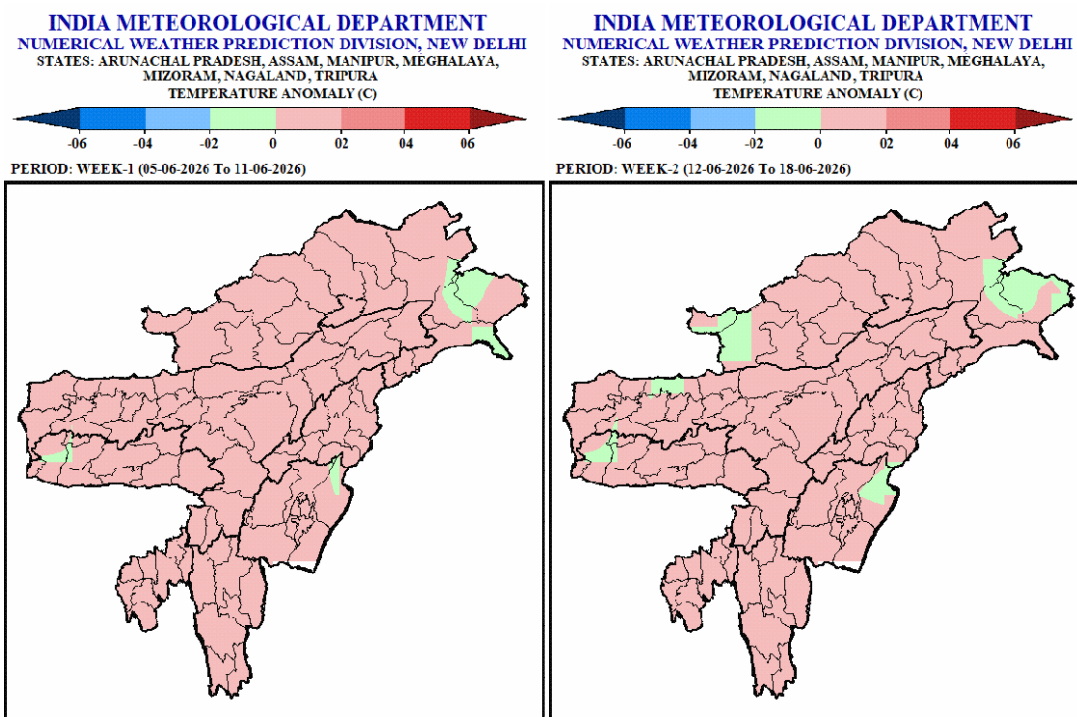 INDIA METEOROLOGICAL DEPARTMENT
NUMERICAL WEATHER PREDICTION DIVISION, NEW DELHI
STATES: ARUNACHAL PRADESH, ASSAM, MANIPUR, MEGHALAYA,
MIZORAM, NAGALAND, TRIPURA
TEMPERATURE ANOMALY (C)
-06 -04 -02 0 02 04 06
PERIOD: WEEK-1 (05-06-2026 To 11-06-2026)
INDIA METEOROLOGICAL DEPARTMENT
NUMERICAL WEATHER PREDICTION DIVISION, NEW DELHI
STATES: ARUNACHAL PRADESH, ASSAM, MANIPUR, MEGHALAYA,
MIZORAM, NAGALAND, TRIPURA
TEMPERATURE ANOMALY (C)
-06 -04 -02 0 02 04 06
PERIOD: WEEK-2 (12-06-2026 To 18-06-2026)